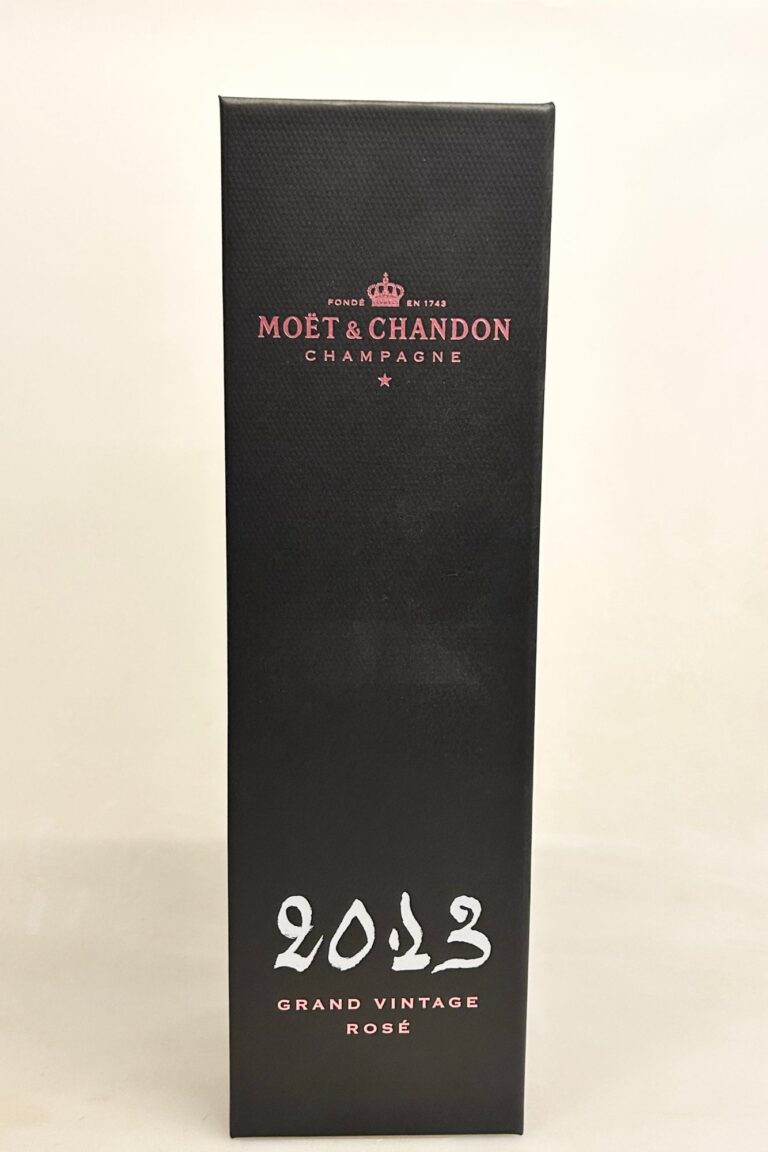 FONDÉ EN 1743
MOËT & CHANDON
CHAMPAGNE
2013
GRAND VINTAGE
ROSÉ